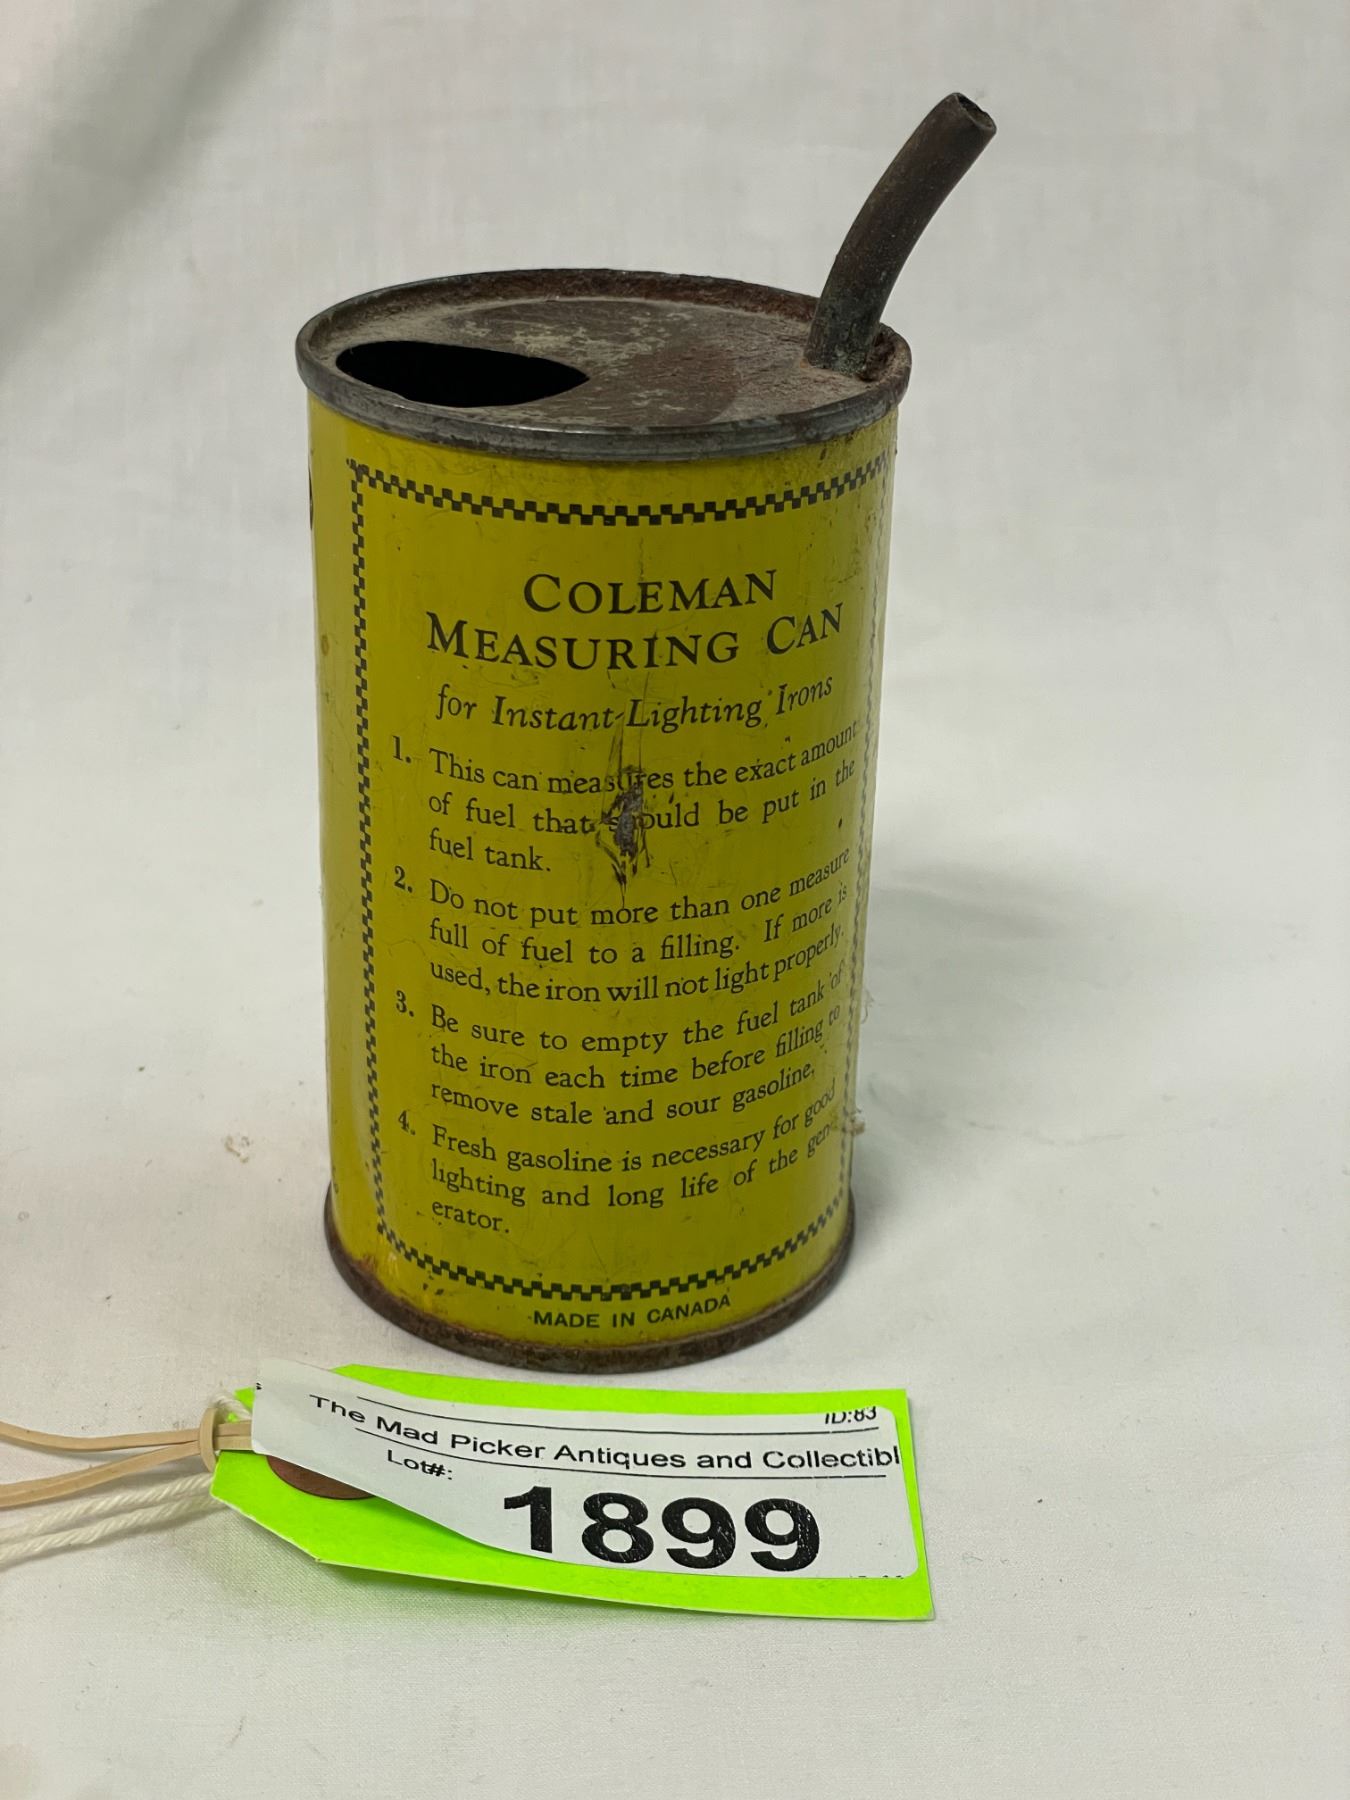 COLEMAN
MEASURING CAN
for Instant-Lighting Irons
1. This can measures the exact amount
of fuel that should be put in the
fuel tank.
2. Do not put more than one measure
full of fuel to a filling. If more is
used, the iron will not light properly.
3. Be sure to empty the fuel tank of
the iron each time before filling to
remove stale and sour gasoline.
4. Fresh gasoline is necessary for good
lighting and long life of the gen-
erator.
MADE IN CANADA
ID:83
The Mad Picker Antiques and Collectibl
Lot#:
1899